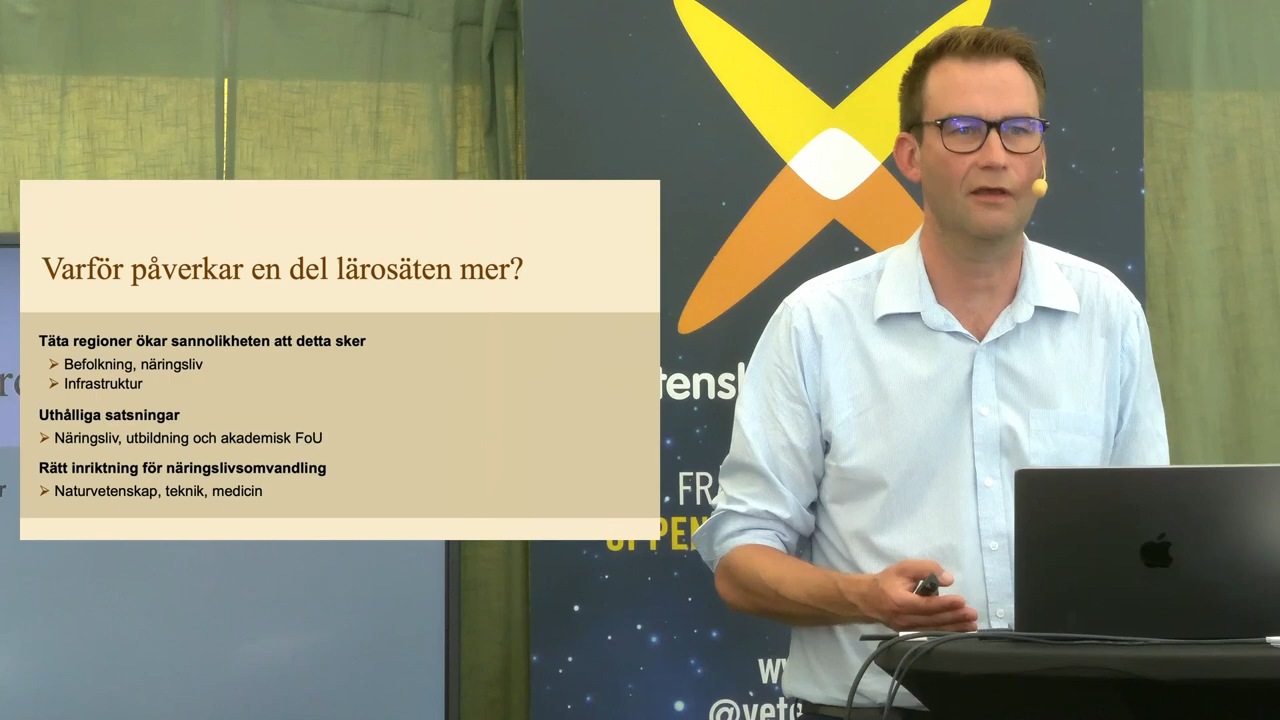 Varför påverkar en del lärosäten mer?
Täta regioner ökar sannolikheten att detta sker
➢ Befolkning, näringsliv
➢ Infrastruktur
Uthålliga satsningar
➢ Näringsliv, utbildning och akademisk FoU
Rätt inriktning för näringslivsomvandling
➢ Naturvetenskap, teknik, medicin